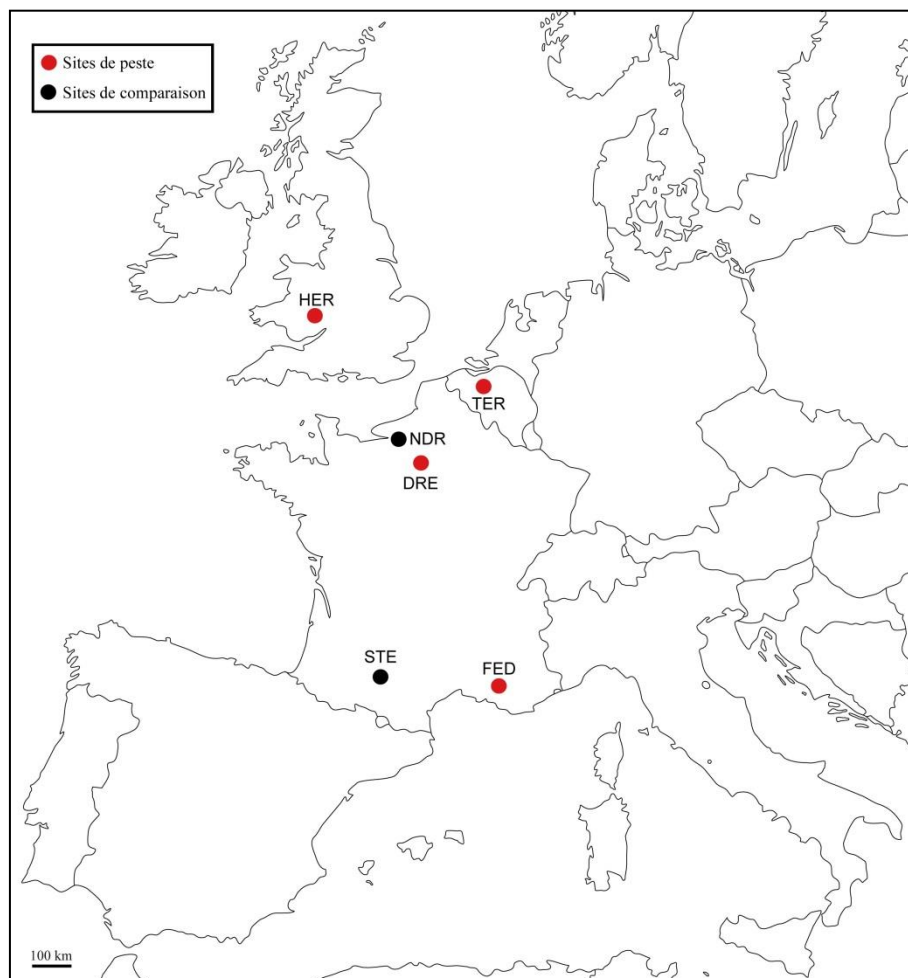 Sites de peste
Sites de comparaison
HER
TER
NDR
DRE
STE
FED
100 km